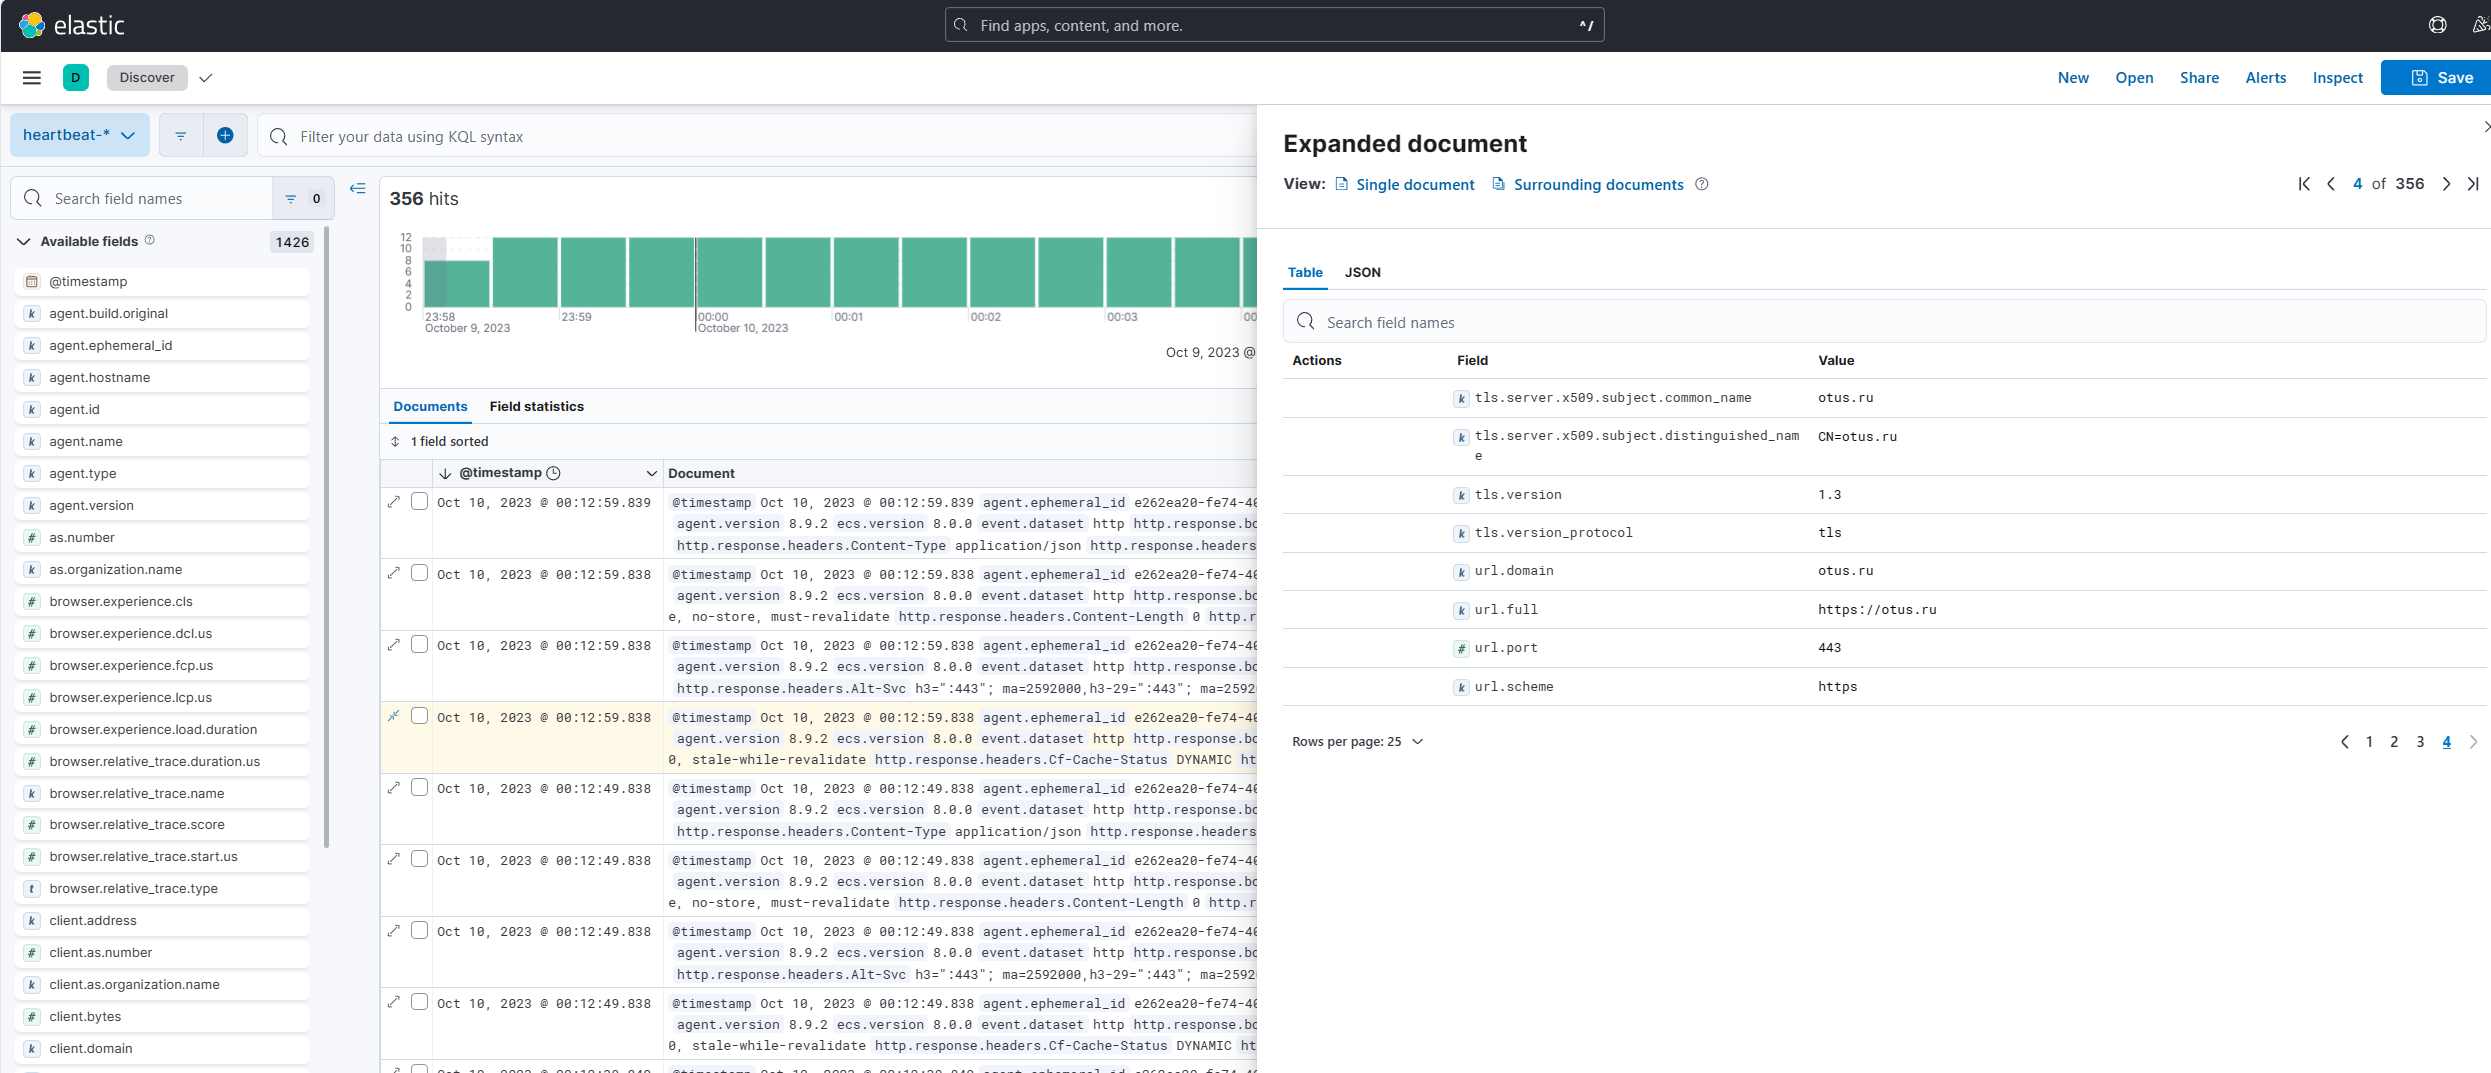 elastic
Find apps, content, and more.
^/
D
Discover
New
Open
Share
Alerts
Inspect
Save
heartbeat-*
Filter your data using KQL syntax
Search field names
0
Available fields
1426
@timestamp
agent.build.original
agent.ephemeral_id
agent.hostname
agent.id
agent.name
agent.type
agent.version
as.number
as.organization.name
browser.experience.cls
browser.experience.dcl.us
browser.experience.fcp.us
browser.experience.lcp.us
browser.experience.load.duration
browser.relative_trace.duration.us
browser.relative_trace.name
browser.relative_trace.score
browser.relative_trace.start.us
browser.relative_trace.type
client.address
client.as.number
client.as.organization.name
client.bytes
client.domain
356 hits
12
10
8
6
4
2
0
23:58
October 9, 2023
23:59
00:00
October 10, 2023
00:01
00:02
00:03
00
Oct 9, 2023 @
Documents
Field statistics
1 field sorted
@timestamp
Document
Oct 10, 2023 @ 00:12:59.839
@timestamp Oct 10, 2023 @ 00:12:59.839 agent.ephemeral_id e262ea20-fe74-40
agent.version 8.9.2 ecs.version 8.0.0 event.dataset http http.response.bo
http.response.headers.Content-Type application/json http.response.headers
Oct 10, 2023 @ 00:12:59.838
@timestamp Oct 10, 2023 @ 00:12:59.838 agent.ephemeral_id e262ea20-fe74-40
agent.version 8.9.2 ecs.version 8.0.0 event.dataset http http.response.bo
e, no-store, must-revalidate http.response.headers.Content-Length 0 http.r
Oct 10, 2023 @ 00:12:59.838
@timestamp Oct 10, 2023 @ 00:12:59.838 agent.ephemeral_id e262ea20-fe74-40
agent.version 8.9.2 ecs.version 8.0.0 event.dataset http http.response.bo
http.response.headers.Alt-Svc h3=":443"; ma=2592000,h3-29=":443"; ma=2592
Oct 10, 2023 @ 00:12:59.838
@timestamp Oct 10, 2023 @ 00:12:59.838 agent.ephemeral_id e262ea20-fe74-40
agent.version 8.9.2 ecs.version 8.0.0 event.dataset http http.response.bo
0, stale-while-revalidate http.response.headers.Cf-Cache-Status DYNAMIC ht
Oct 10, 2023 @ 00:12:49.838
@timestamp Oct 10, 2023 @ 00:12:49.838 agent.ephemeral_id e262ea20-fe74-40
agent.version 8.9.2 ecs.version 8.0.0 event.dataset http http.response.bo
http.response.headers.Content-Type application/json http.response.headers
Oct 10, 2023 @ 00:12:49.838
@timestamp Oct 10, 2023 @ 00:12:49.838 agent.ephemeral_id e262ea20-fe74-40
agent.version 8.9.2 ecs.version 8.0.0 event.dataset http http.response.bo
e, no-store, must-revalidate http.response.headers.Content-Length 0 http.r
Oct 10, 2023 @ 00:12:49.838
@timestamp Oct 10, 2023 @ 00:12:49.838 agent.ephemeral_id e262ea20-fe74-40
agent.version 8.9.2 ecs.version 8.0.0 event.dataset http http.response.bo
http.response.headers.Alt-Svc h3=":443"; ma=2592000,h3-29=":443"; ma=2592
Oct 10, 2023 @ 00:12:49.838
@timestamp Oct 10, 2023 @ 00:12:49.838 agent.ephemeral_id e262ea20-fe74-40
agent.version 8.9.2 ecs.version 8.0.0 event.dataset http http.response.bo
0, stale-while-revalidate http.response.headers.Cf-Cache-Status DYNAMIC ht
Expanded document
View:
Single document
Surrounding documents
4 of 356
Table
JSON
Search field names
Actions
Field
Value
tls.server.x509.subject.common_name
otus.ru
tls.server.x509.subject.distinguished_nam
e
CN=otus.ru
tls.version
1.3
tls.version_protocol
tls
url.domain
otus.ru
url.full
https://otus.ru
url.port
443
url.scheme
https
Rows per page: 25
1
2
3
4